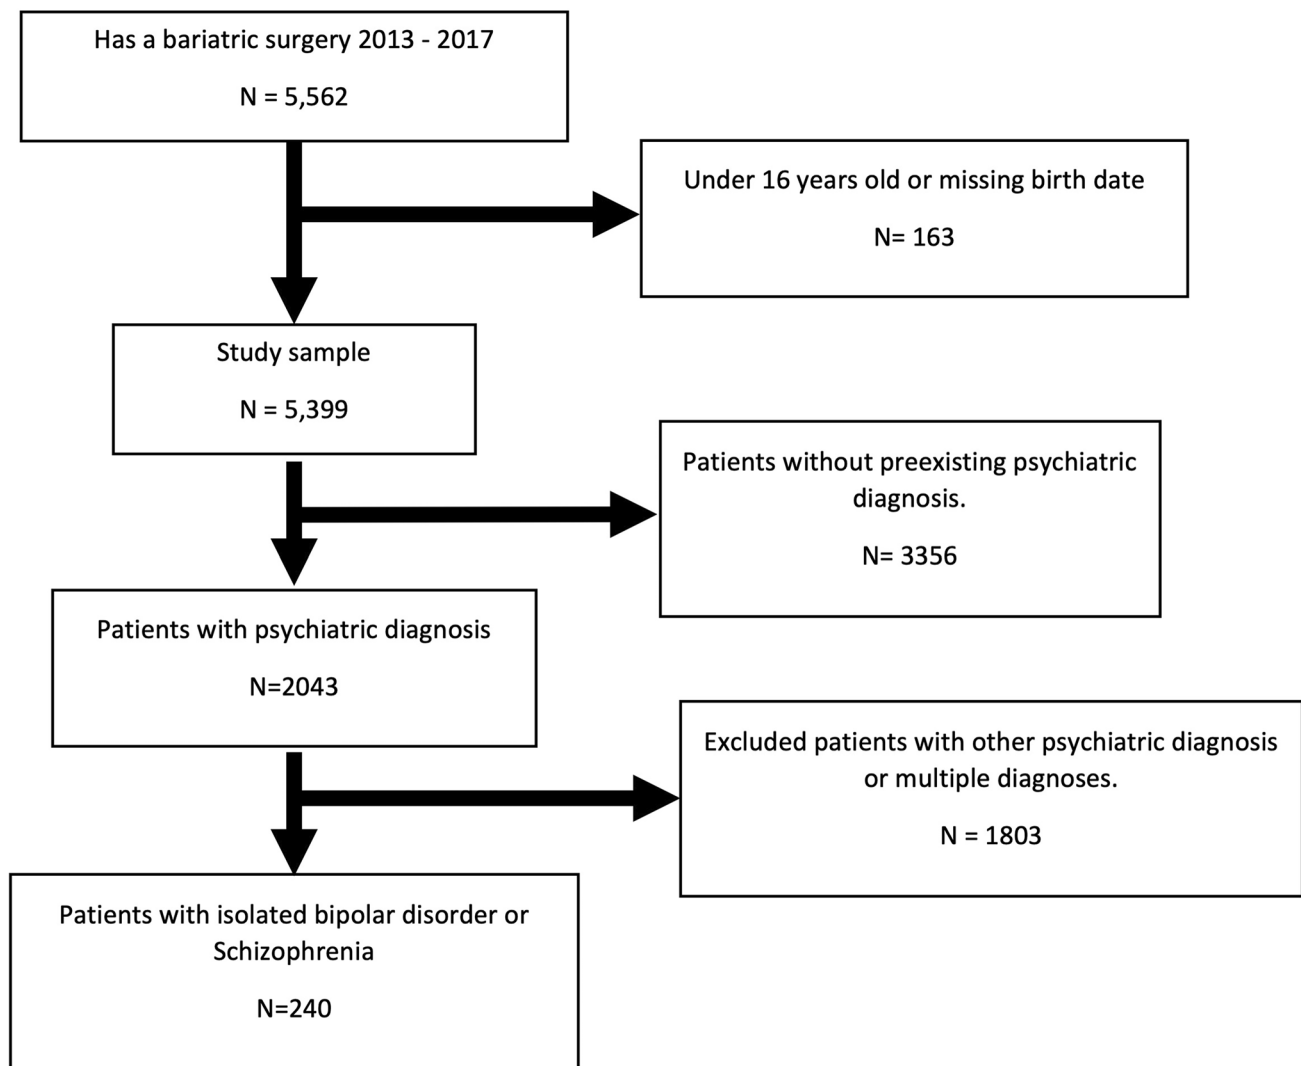 Has a bariatric surgery 2013 - 2017
N = 5,562
Under 16 years old or missing birth date
N= 163
Study sample
N = 5,399
Patients without preexisting psychiatric
diagnosis.
N= 3356
Patients with psychiatric diagnosis
N=2043
Excluded patients with other psychiatric diagnosis
or multiple diagnoses.
N = 1803
Patients with isolated bipolar disorder or
Schizophrenia
N=240